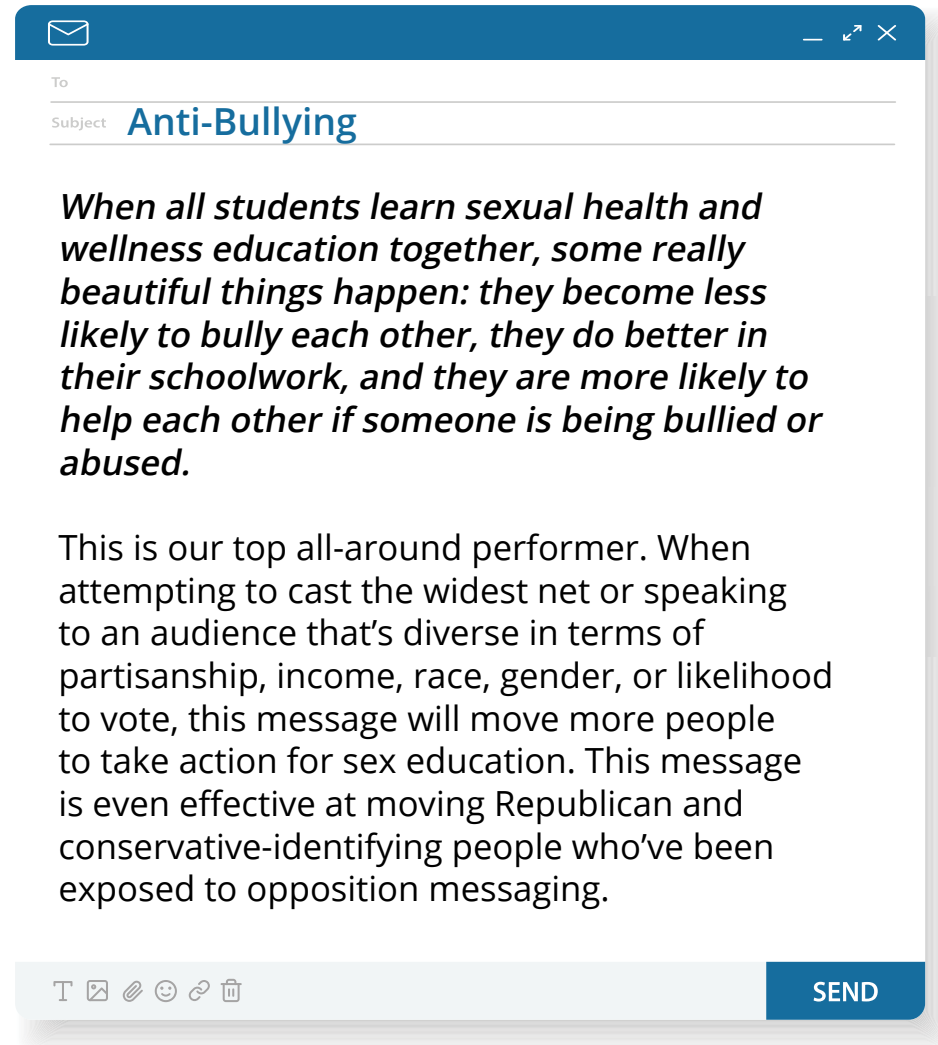 To
Subject Anti-Bullying
When all students learn sexual health and
wellness education together, some really
beautiful things happen: they become less
likely to bully each other, they do better in
their schoolwork, and they are more likely to
help each other if someone is being bullied or
abused.
This is our top all-around performer. When
attempting to cast the widest net or speaking
to an audience that’s diverse in terms of
partisanship, income, race, gender, or likelihood
to vote, this message will move more people
to take action for sex education. This message
is even effective at moving Republican and
conservative-identifying people who’ve been
exposed to opposition messaging.
SEND